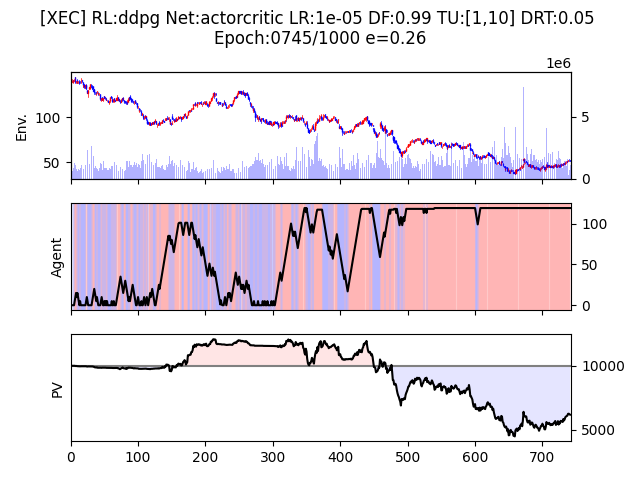 [XEC] RL:ddpg Net:actorcritic LR:1e-05 DF:0.99 TU:[1,10] DRT:0.05
Epoch:0745/1000 e=0.26
1e6
Env.
100
50
5
0
Agent
100
50
0
PV
10000
5000
0 100 200 300 400 500 600 700